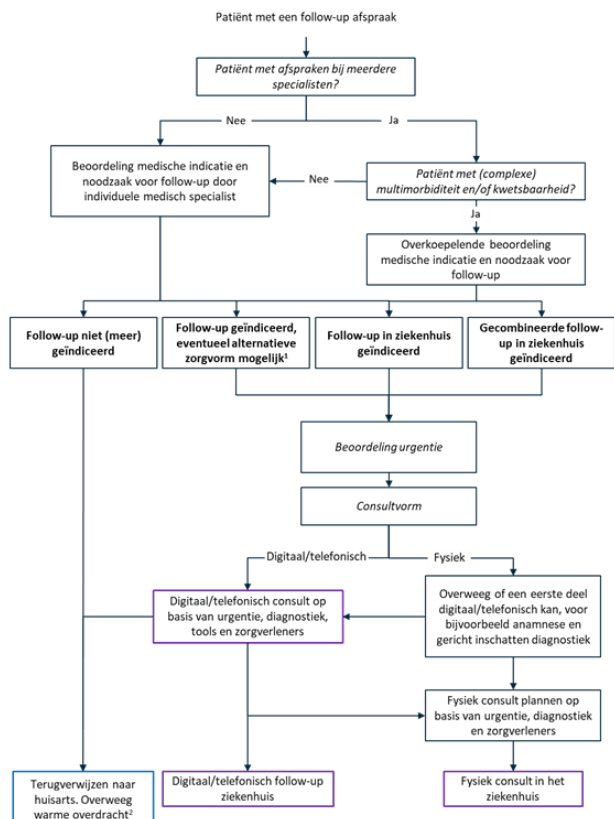 Patiënt met een follow-up afspraak
Patiënt met afspraken bij meerdere
specialisten?
Nee
Ja
Beoordeling medische indicatie en
noodzaak voor follow-up door
individuele medisch specialist
Nee
Patiënt met (complexe)
multimorbiditeit en/of kwetsbaarheid?
Ja
Overkoepelende beoordeling
medische indicatie en noodzaak voor
follow-up
Follow-up niet (meer)
geïndiceerd
Follow-up geïndiceerd,
eventueel alternatieve
zorgvorm mogelijk¹
Follow-up in ziekenhuis
geïndiceerd
Gecombineerde follow-
up in ziekenhuis
geïndiceerd
Beoordeling urgentie
Consultvorm
Digitaal/telefonisch
Fysiek
Digitaal/telefonisch consult op
basis van urgentie, diagnostiek,
tools en zorgverleners
Overweeg of een eerste deel
digitaal/telefonisch kan, voor
bijvoorbeeld anamnese en
gericht inschatten diagnostiek
Fysiek consult plannen op
basis van urgentie, diagnostiek
en zorgverleners
Terugverwijzen naar
huisarts. Overweeg
warme overdracht²
Digitaal/telefonisch follow-up
ziekenhuis
Fysiek consult in het
ziekenhuis